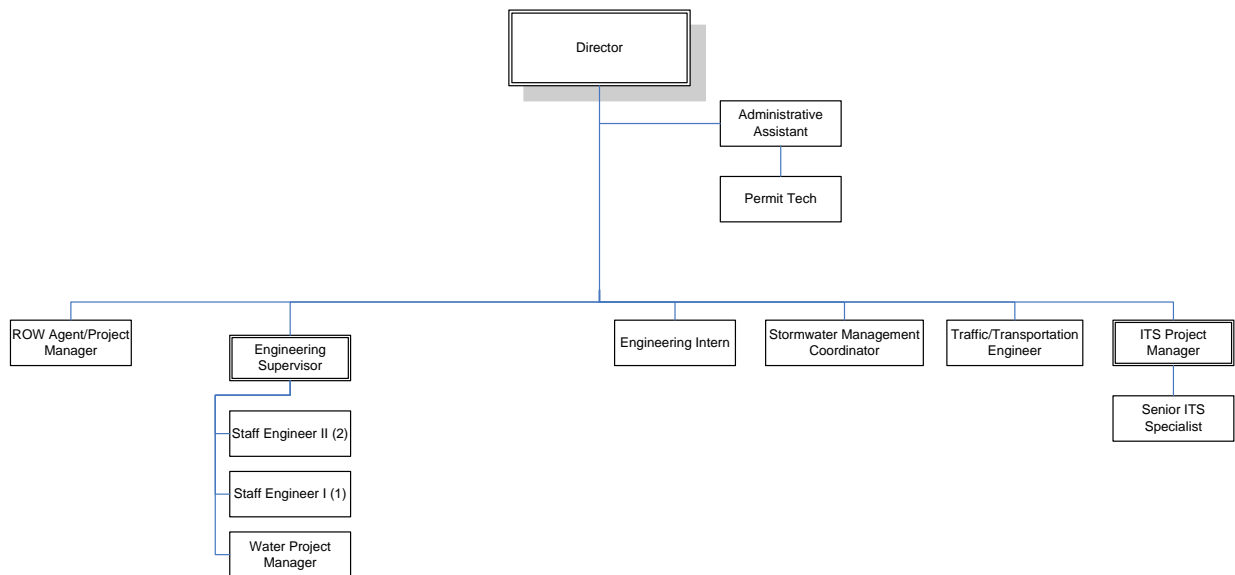 Director
Administrative
Assistant
Permit Tech
ROW Agent/Project
Manager
Engineering
Supervisor
Engineering Intern
Stormwater Management
Coordinator
Traffic/Transportation
Engineer
ITS Project
Manager
Senior ITS
Specialist
Staff Engineer II (2)
Staff Engineer I (1)
Water Project
Manager